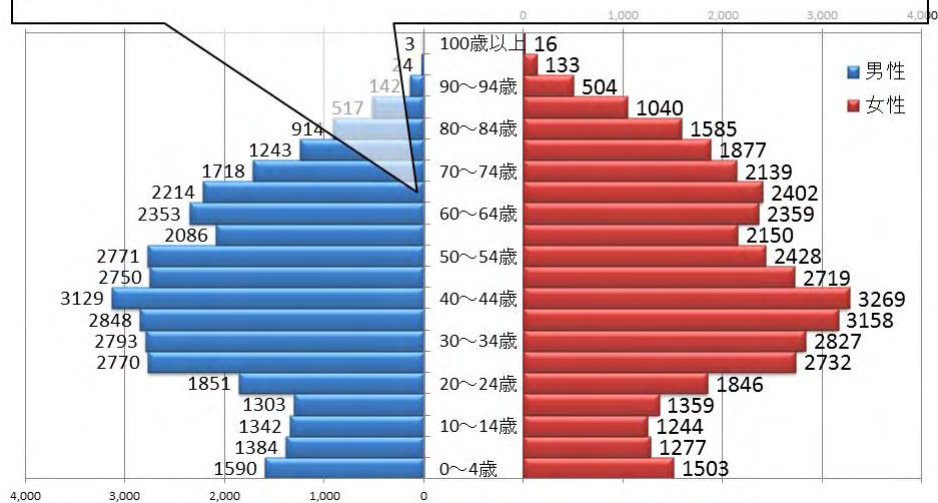 0 1,000 2,000 3,000 4,000
3 100歳以上 16
24 133
142 90～94歳 504
517 1040
914 80～84歳 1585
1243 1877
1718 70～74歳 2139
2214 2402
2353 60～64歳 2359
2086 2150
2771 50～54歳 2428
2750 2719
3129 40～44歳 3269
2848 3158
2793 30～34歳 2827
2770 2732
1851 20～24歳 1846
1303 1359
1342 10～14歳 1244
1384 1277
1590 0～4歳 1503
4,000 3,000 2,000 1,000 0
男性
女性